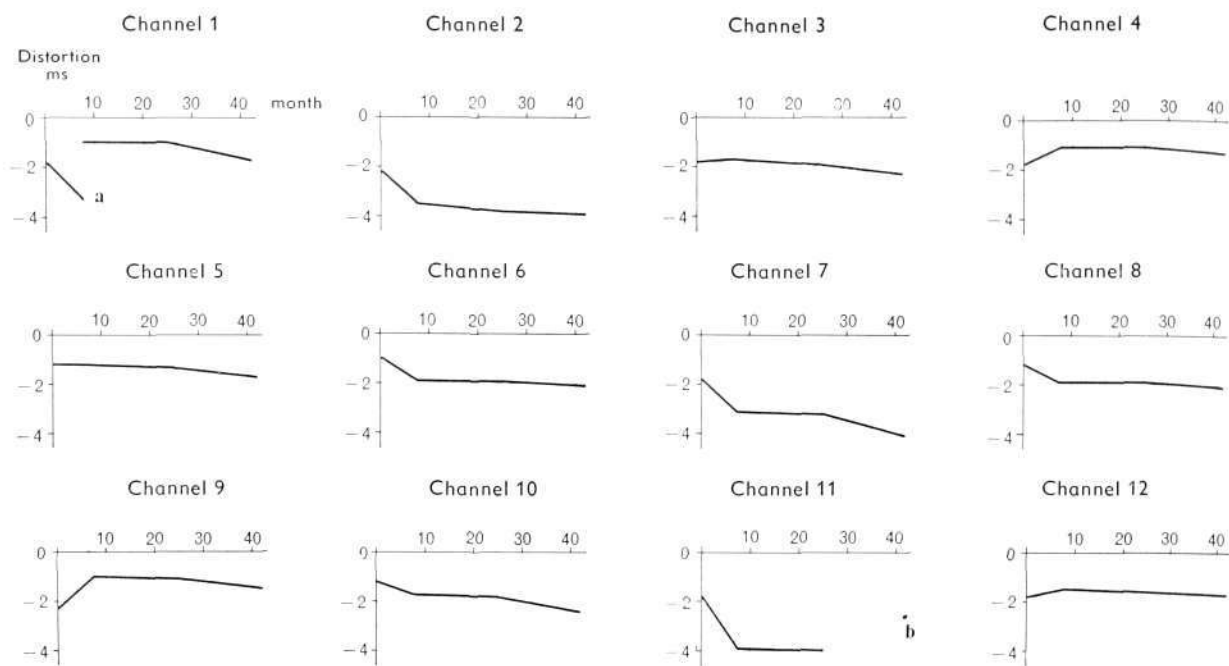 Channel 1
Channel 2
Channel 3
Channel 4
Distortion
ms
10 20 30 40 month
0
−2
−4
a
10 20 30 40
0
−2
−4
10 20 30 40
0
−2
−4
10 20 30 40
0
−2
−4
Channel 5
Channel 6
Channel 7
Channel 8
10 20 30 40
0
−2
−4
10 20 30 40
0
−2
−4
10 20 30 40
0
−2
−4
10 20 30 40
0
−2
−4
Channel 9
Channel 10
Channel 11
Channel 12
10 20 30 40
0
−2
−4
10 20 30 40
0
−2
−4
10 20 30 40
0
−2
−4
b
10 20 30 40
0
−2
−4